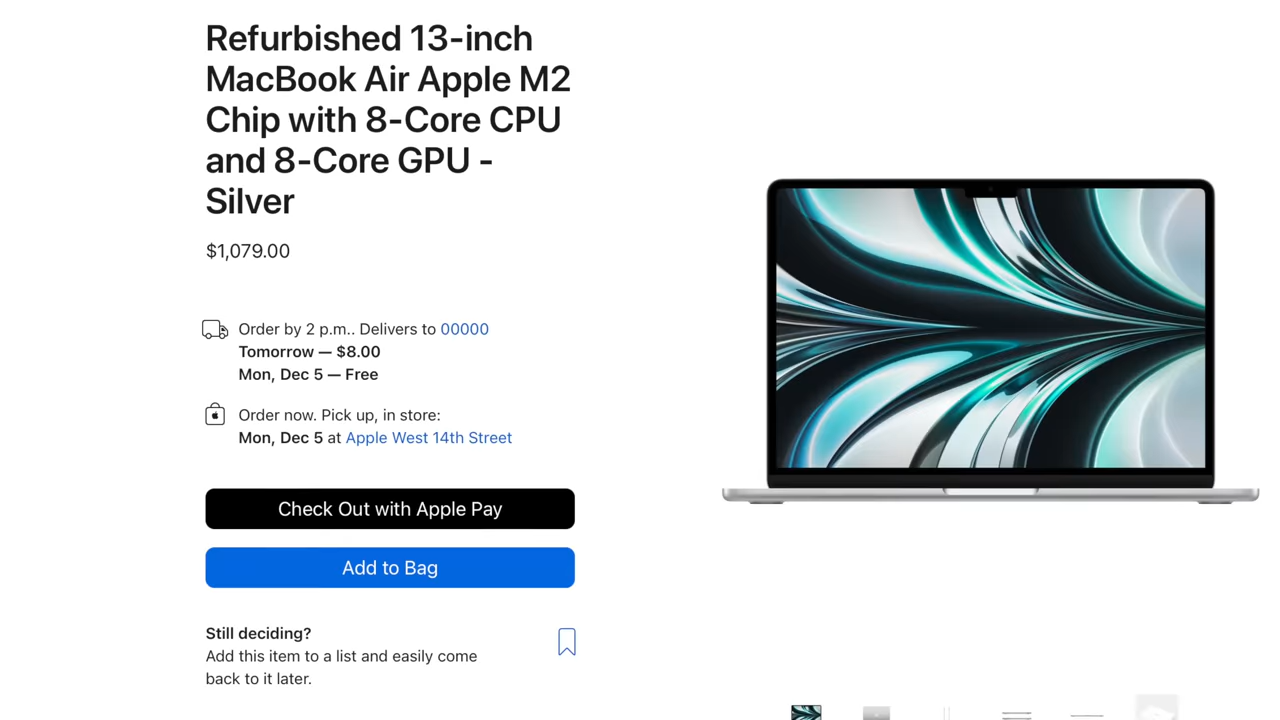 Refurbished 13-inch
MacBook Air Apple M2
Chip with 8-Core CPU
and 8-Core GPU -
Silver
$1,079.00
Order by 2 p.m.. Delivers to 00000
Tomorrow — $8.00
Mon, Dec 5 — Free
Order now. Pick up, in store:
Mon, Dec 5 at Apple West 14th Street
Check Out with Apple Pay
Add to Bag
Still deciding?
Add this item to a list and easily come
back to it later.